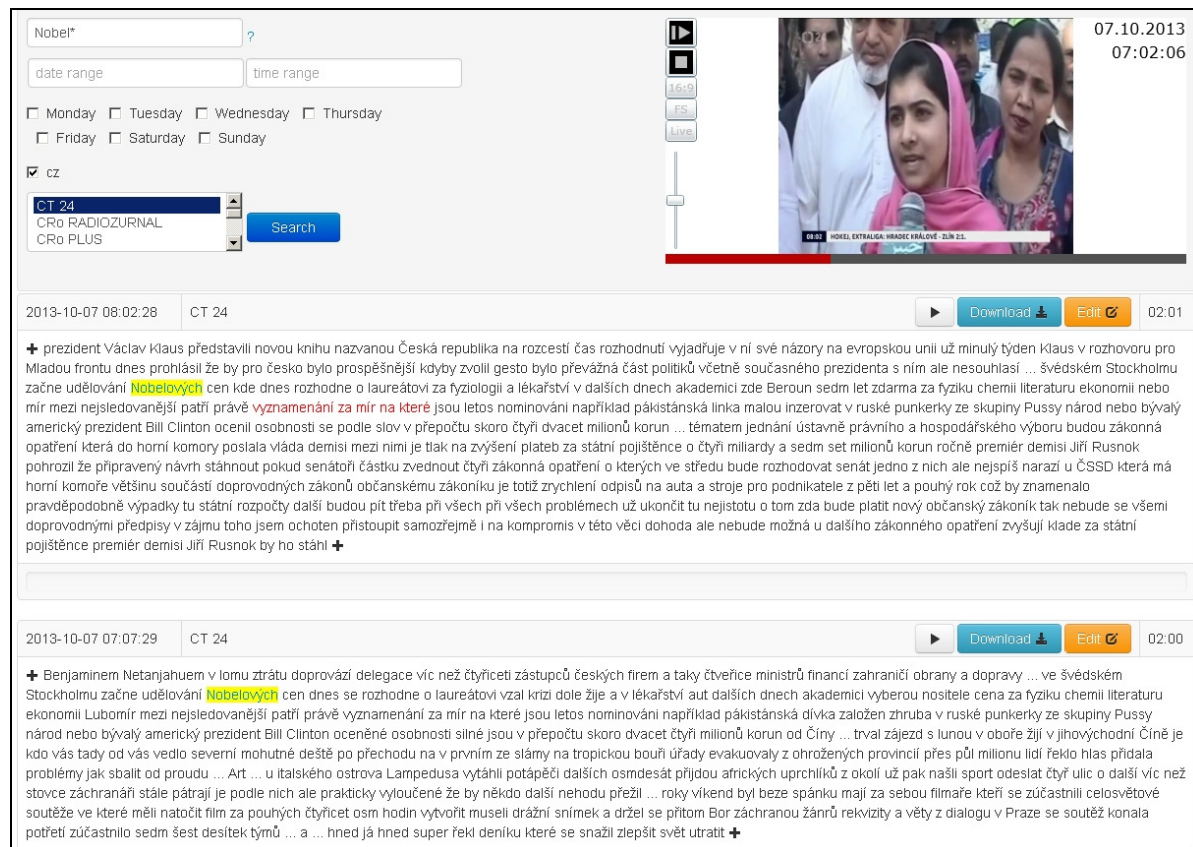 Nobel* ?
date range time range
Monday Tuesday Wednesday Thursday
Friday Saturday Sunday
cz
CT 24
CRo RADIOZURNAL
CRo PLUS
Search
16:9
FS
Live
07.10.2013
07:02:06
08:02 HOKEJ, EXTRALIGA: HRADEC KRÁLOVÉ - ZLÍN 2:1.
2013-10-07 08:02:28 CT 24 Download Edit 02:01
prezident Václav Klaus představili novou knihu nazvanou Česká republika na rozcestí čas rozhodnutí vyjadřuje v ní své názory na evropskou unii už minulý týden Klaus v rozhovoru pro
Mladou frontu dnes prohlásil že by pro česko bylo prospěšnější kdyby zvolil gesto bylo převážná část politiků včetně současného prezidenta s ním ale nesouhlasí ... švédském Stockholmu
začne udělování Nobelových cen kde dnes rozhodne o laureátovi za fyziologii a lékařství v dalších dnech akademici zde Beroun sedm let zdarma za fyziku chemii literaturu ekonomii nebo
mír mezi nejsledovanější patří právě vyznamenání za mír na které jsou letos nominováni například pákistánská linka malou inzerovat v ruské punkerky ze skupiny Pussy národ nebo bývalý
americký prezident Bill Clinton ocenil osobnosti se podle slov v přepočtu skoro čtyři dvacet milionů korun ... tématem jednání ústavně právního a hospodářského výboru budou zákonná
opatření která do horní komory poslala vláda demisi mezi nimi je tlak na zvýšení plateb za státní pojištěnce o čtyři miliardy a sedm set milionů korun ročně premiér demisi Jiří Rusnok
pohrozil že připravený návrh stáhnout pokud senátoři částku zvednout čtyři zákonná opatření o kterých ve středu bude rozhodovat senát jedno z nich ale nejspíš narazí u ČSSD která má
horní komoře většinu součástí doprovodných zákonů občanskému zákoníku je totiž zrychlení odpisů na auta a stroje pro podnikatele z pěti let a pouhý rok což by znamenalo
pravděpodobně výpadky tu státní rozpočty další budou pít třeba při všech při všech problémech už ukončit tu nejistotu o tom zda bude platit nový občanský zákoník tak nebude se všemi
doprovodnými předpisy v zájmu toho jsem ochoten přistoupit samozřejmě i na kompromis v této věci dohoda ale nebude možná u dalšího zákonného opatření zvyšují klade za státní
pojištěnce premiér demisi Jiří Rusnok by ho stáhl
2013-10-07 07:07:29 CT 24 Download Edit 02:00
Benjaminem Netanjahuem v lomu ztrátu doprovází delegace víc než čtyřiceti zástupců českých firem a taky čtveřice ministrů financí zahraničí obrany a dopravy ... ve švédském
Stockholmu začne udělování Nobelových cen dnes se rozhodne o laureátovi vzal krizi dole žije a v lékařství aut dalších dnech akademici vyberou nositele cena za fyziku chemii literaturu
ekonomii Lubomír mezi nejsledovanější patří právě vyznamenání za mír na které jsou letos nominováni například pákistánská dívka založen zhruba v ruské punkerky ze skupiny Pussy
národ nebo bývalý americký prezident Bill Clinton oceněné osobnosti silné jsou v přepočtu skoro dvacet čtyři milionů korun od Číny ... trval zájezd s lunou v oboře žijí v jihovýchodní Číně je
kdo vás tady od vás vedlo severní mohutné deště po přechodu na v prvním ze slámy na tropickou bouři úřady evakuovaly z ohrožených provincií přes půl milionu lidí řeklo hlas přidala
problémy jak sbalit od proudu ... Art ... u italského ostrova Lampedusa vytáhli potápěči dalších osmdesát přijdou afrických uprchlíků z okolí už pak našli sport odeslat čtyř ulic o další víc než
stovce záchranáři stále pátrají je podle nich ale prakticky vyloučené že by někdo další nehodu přežil ... roky víkend byl beze spánku mají za sebou filmaře kteří se zúčastnili celosvětové
soutěže ve které měli natočit film za pouhých čtyřicet osm hodin vytvořit museli drážní snímek a držel se přitom Bor záchranou žánrů rekvizity a věty z dialogu v Praze se soutěž konala
potřetí zúčastnilo sedm šest desítek týmů ... a ... hned já hned super řekl deníku které se snažil zlepšit svět utratit